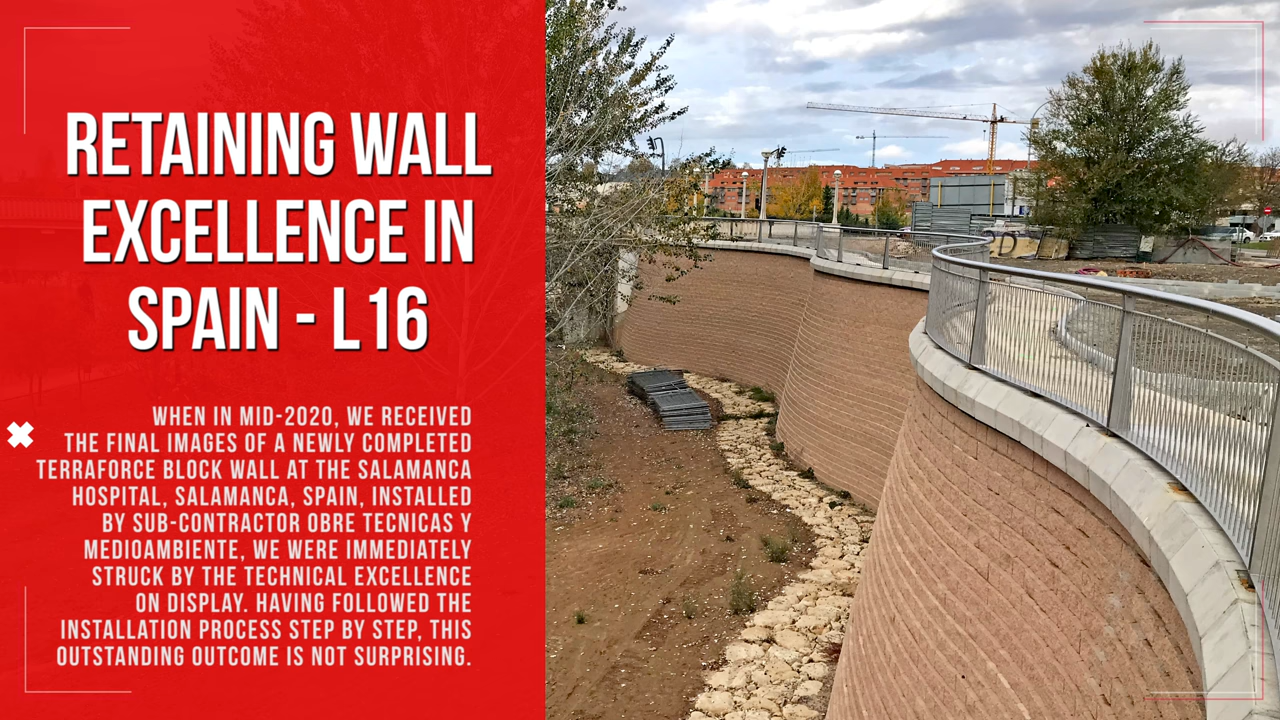 RETAINING WALL
EXCELLENCE IN
SPAIN - L16
WHEN IN MID-2020, WE RECEIVED
THE FINAL IMAGES OF A NEWLY COMPLETED
TERRAFORCE BLOCK WALL AT THE SALAMANCA
HOSPITAL, SALAMANCA, SPAIN, INSTALLED
BY SUB-CONTRACTOR OBRE TECNICAS Y
MEDIOAMBIENTE, WE WERE IMMEDIATELY
STRUCK BY THE TECHNICAL EXCELLENCE
ON DISPLAY. HAVING FOLLOWED THE
INSTALLATION PROCESS STEP BY STEP, THIS
OUTSTANDING OUTCOME IS NOT SURPRISING.